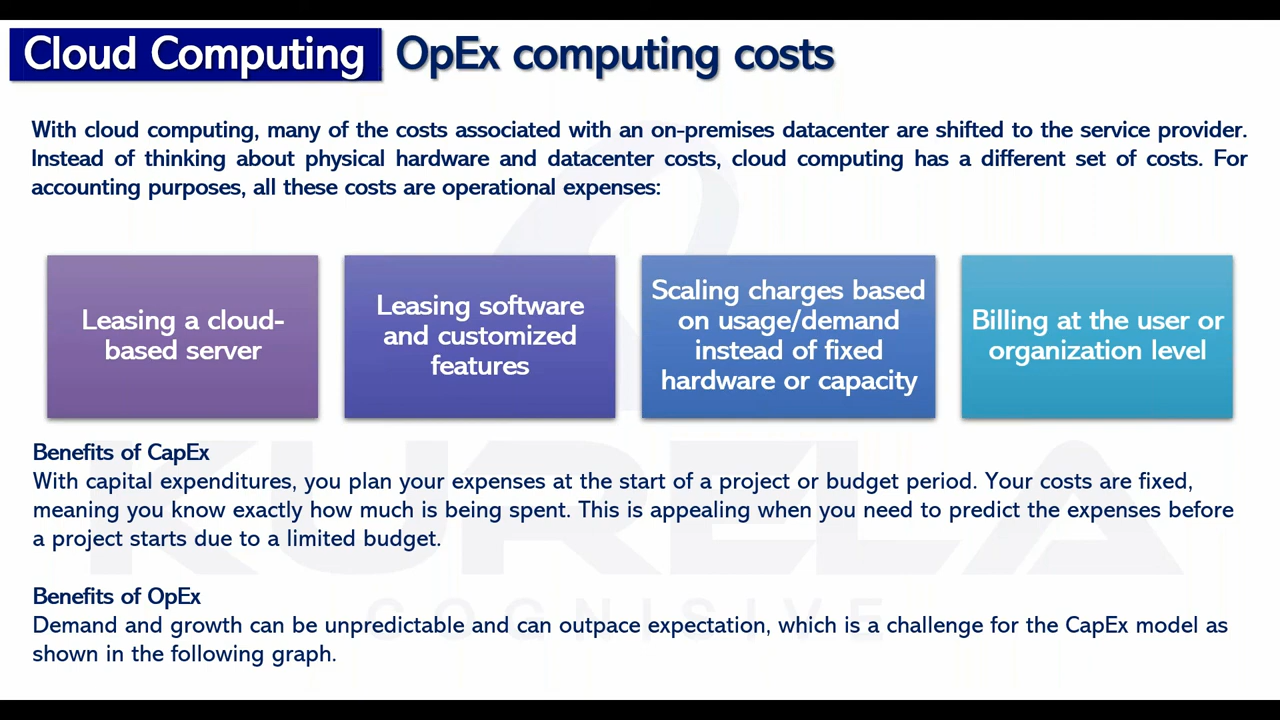 Cloud Computing OpEx computing costs
With cloud computing, many of the costs associated with an on-premises datacenter are shifted to the service provider.
Instead of thinking about physical hardware and datacenter costs, cloud computing has a different set of costs. For
accounting purposes, all these costs are operational expenses:
Leasing a cloud-
based server
Leasing software
and customized
features
Scaling charges based
on usage/demand
instead of fixed
hardware or capacity
Billing at the user or
organization level
Benefits of CapEx
With capital expenditures, you plan your expenses at the start of a project or budget period. Your costs are fixed,
meaning you know exactly how much is being spent. This is appealing when you need to predict the expenses before
a project starts due to a limited budget.
Benefits of OpEx
Demand and growth can be unpredictable and can outpace expectation, which is a challenge for the CapEx model as
shown in the following graph.
KURELA
COGNISIVE